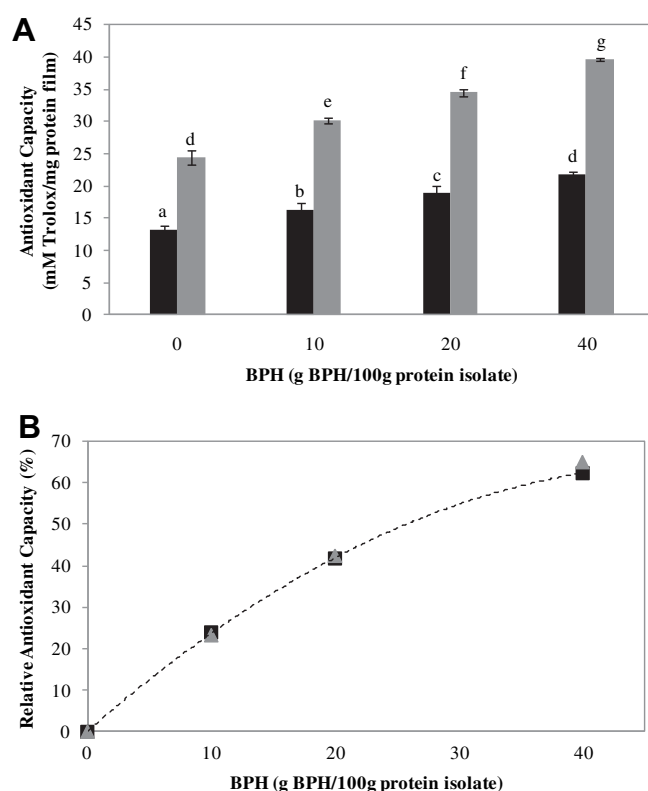 A
Antioxidant Capacity
(mM Trolox/mg protein film)
45
40
35
30
25
20
15
10
5
0
a
d
b
e
c
f
d
g
0
10
20
40
BPH (g BPH/100g protein isolate)
B
Relative Antioxidant Capacity (%)
70
60
50
40
30
20
10
0
0
10
20
30
40
BPH (g BPH/100g protein isolate)